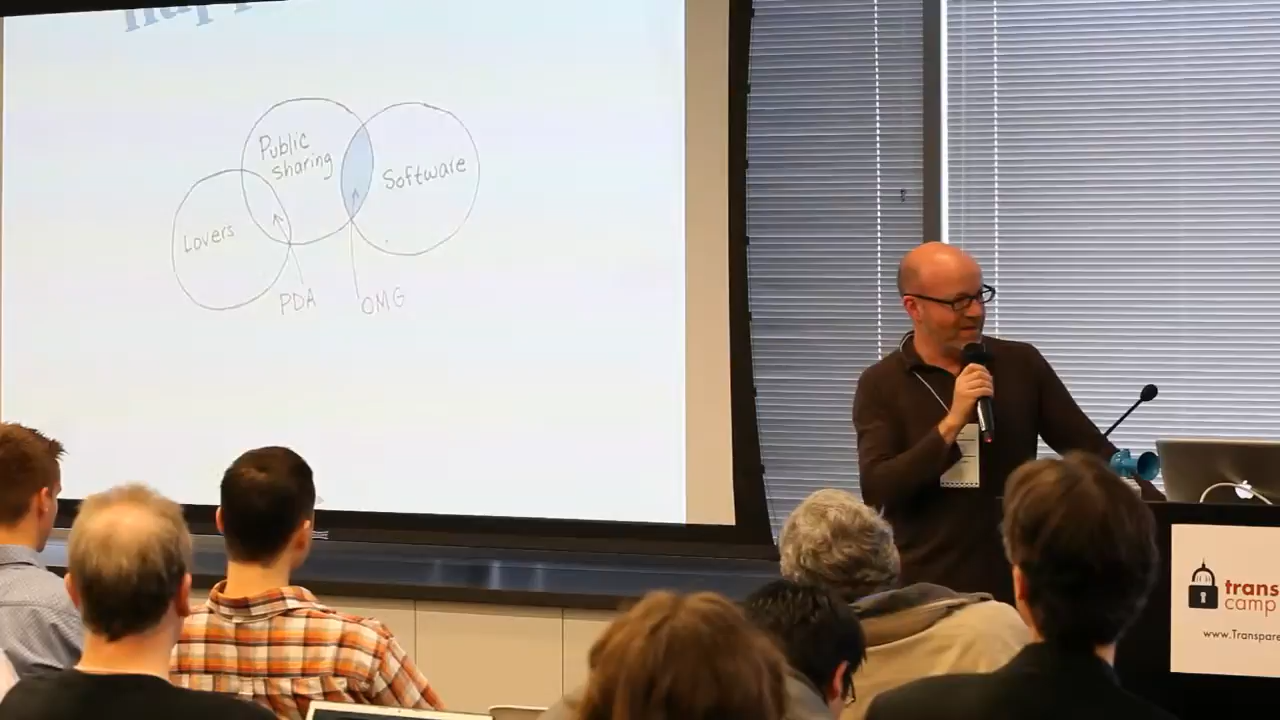 Public
sharing
Software
Lovers
PDA
OMG
trans
camp
www.Transpare